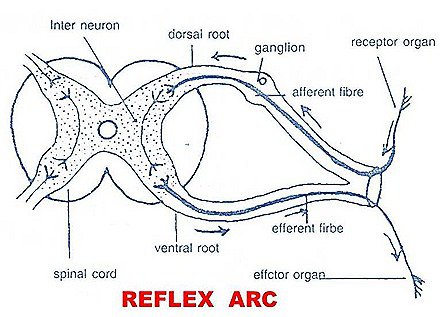 Inter neuron
dorsal root
ganglion
receptor organ
afferent fibre
efferent firbe
ventral root
spinal cord
effctor organ
REFLEX ARC